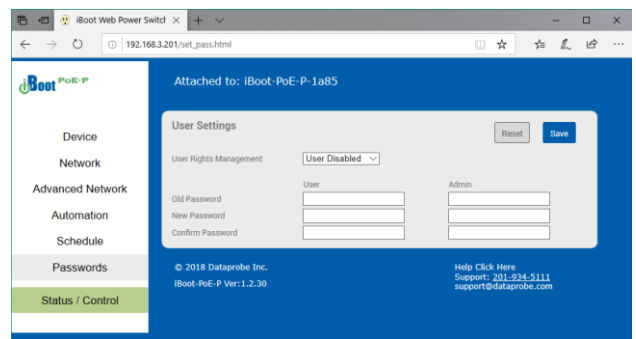 iBoot Web Power Switch
192.168.3.201/set_pass.html
iBoot PoE-P
Attached to: iBoot-PoE-P-1a85
Device
Network
Advanced Network
Automation
Schedule
Passwords
Status / Control
User Settings
Reset
Save
User Rights Management
User Disabled
User
Admin
Old Password
New Password
Confirm Password
© 2018 Dataprobe Inc.
iBoot-PoE-P Ver:1.2.30
Help Click Here
Support: 201-934-5111
support@dataprobe.com